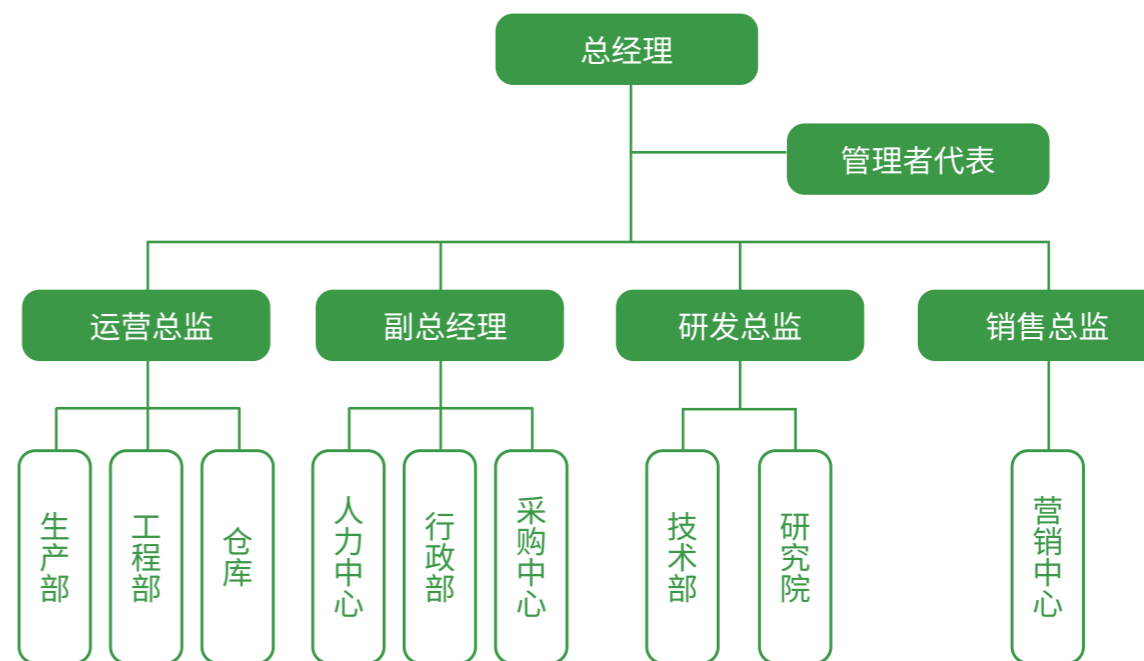 总经理
管理者代表
运营总监
副总经理
研发总监
销售总监
生产部
工程部
仓库
人力中心
行政部
采购中心
技术部
研究院
营销中心